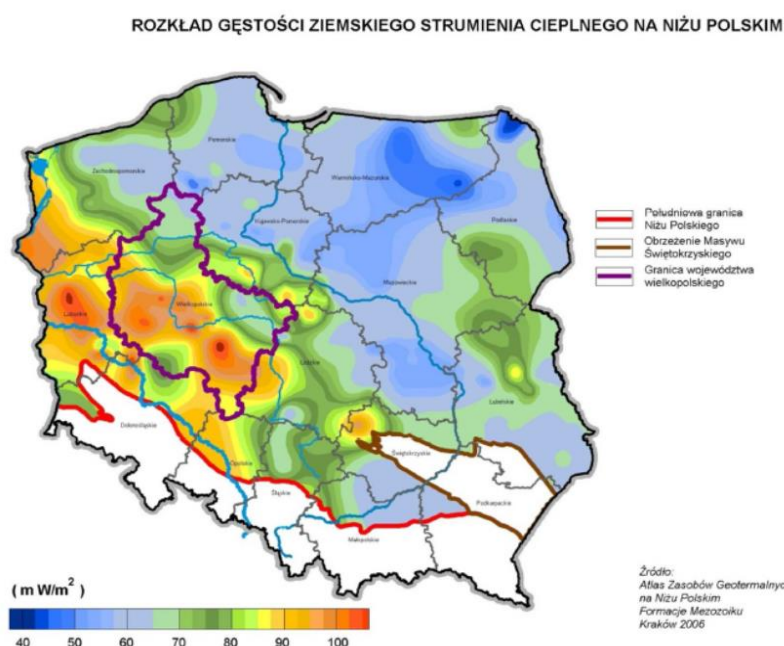 ROZKŁAD GĘSTOŚCI ZIEMSKIEGO STRUMIENIA CIEPLNEGO NA NIŻU POLSKIM
Pomorskie
Zachodniopomorskie
Warmińsko-Mazurskie
Kujawsko-Pomorskie
Podlaskie
Mazowieckie
Wielkopolskie
Lubuskie
Łódzkie
Lubelskie
Dolnośląskie
Opolskie
Śląskie
Świętokrzyskie
Podkarpackie
Małopolskie
Południowa granica
Niżu Polskiego
Obrzeżenie Masywu
Świętokrzyskiego
Granica województwa
wielkopolskiego
( m W/m² )
40 50 60 70 80 90 100
Źródło:
Atlas Zasobów Geotermalnyc
na Niżu Polskim
Formacje Mezozoiku
Kraków 2006